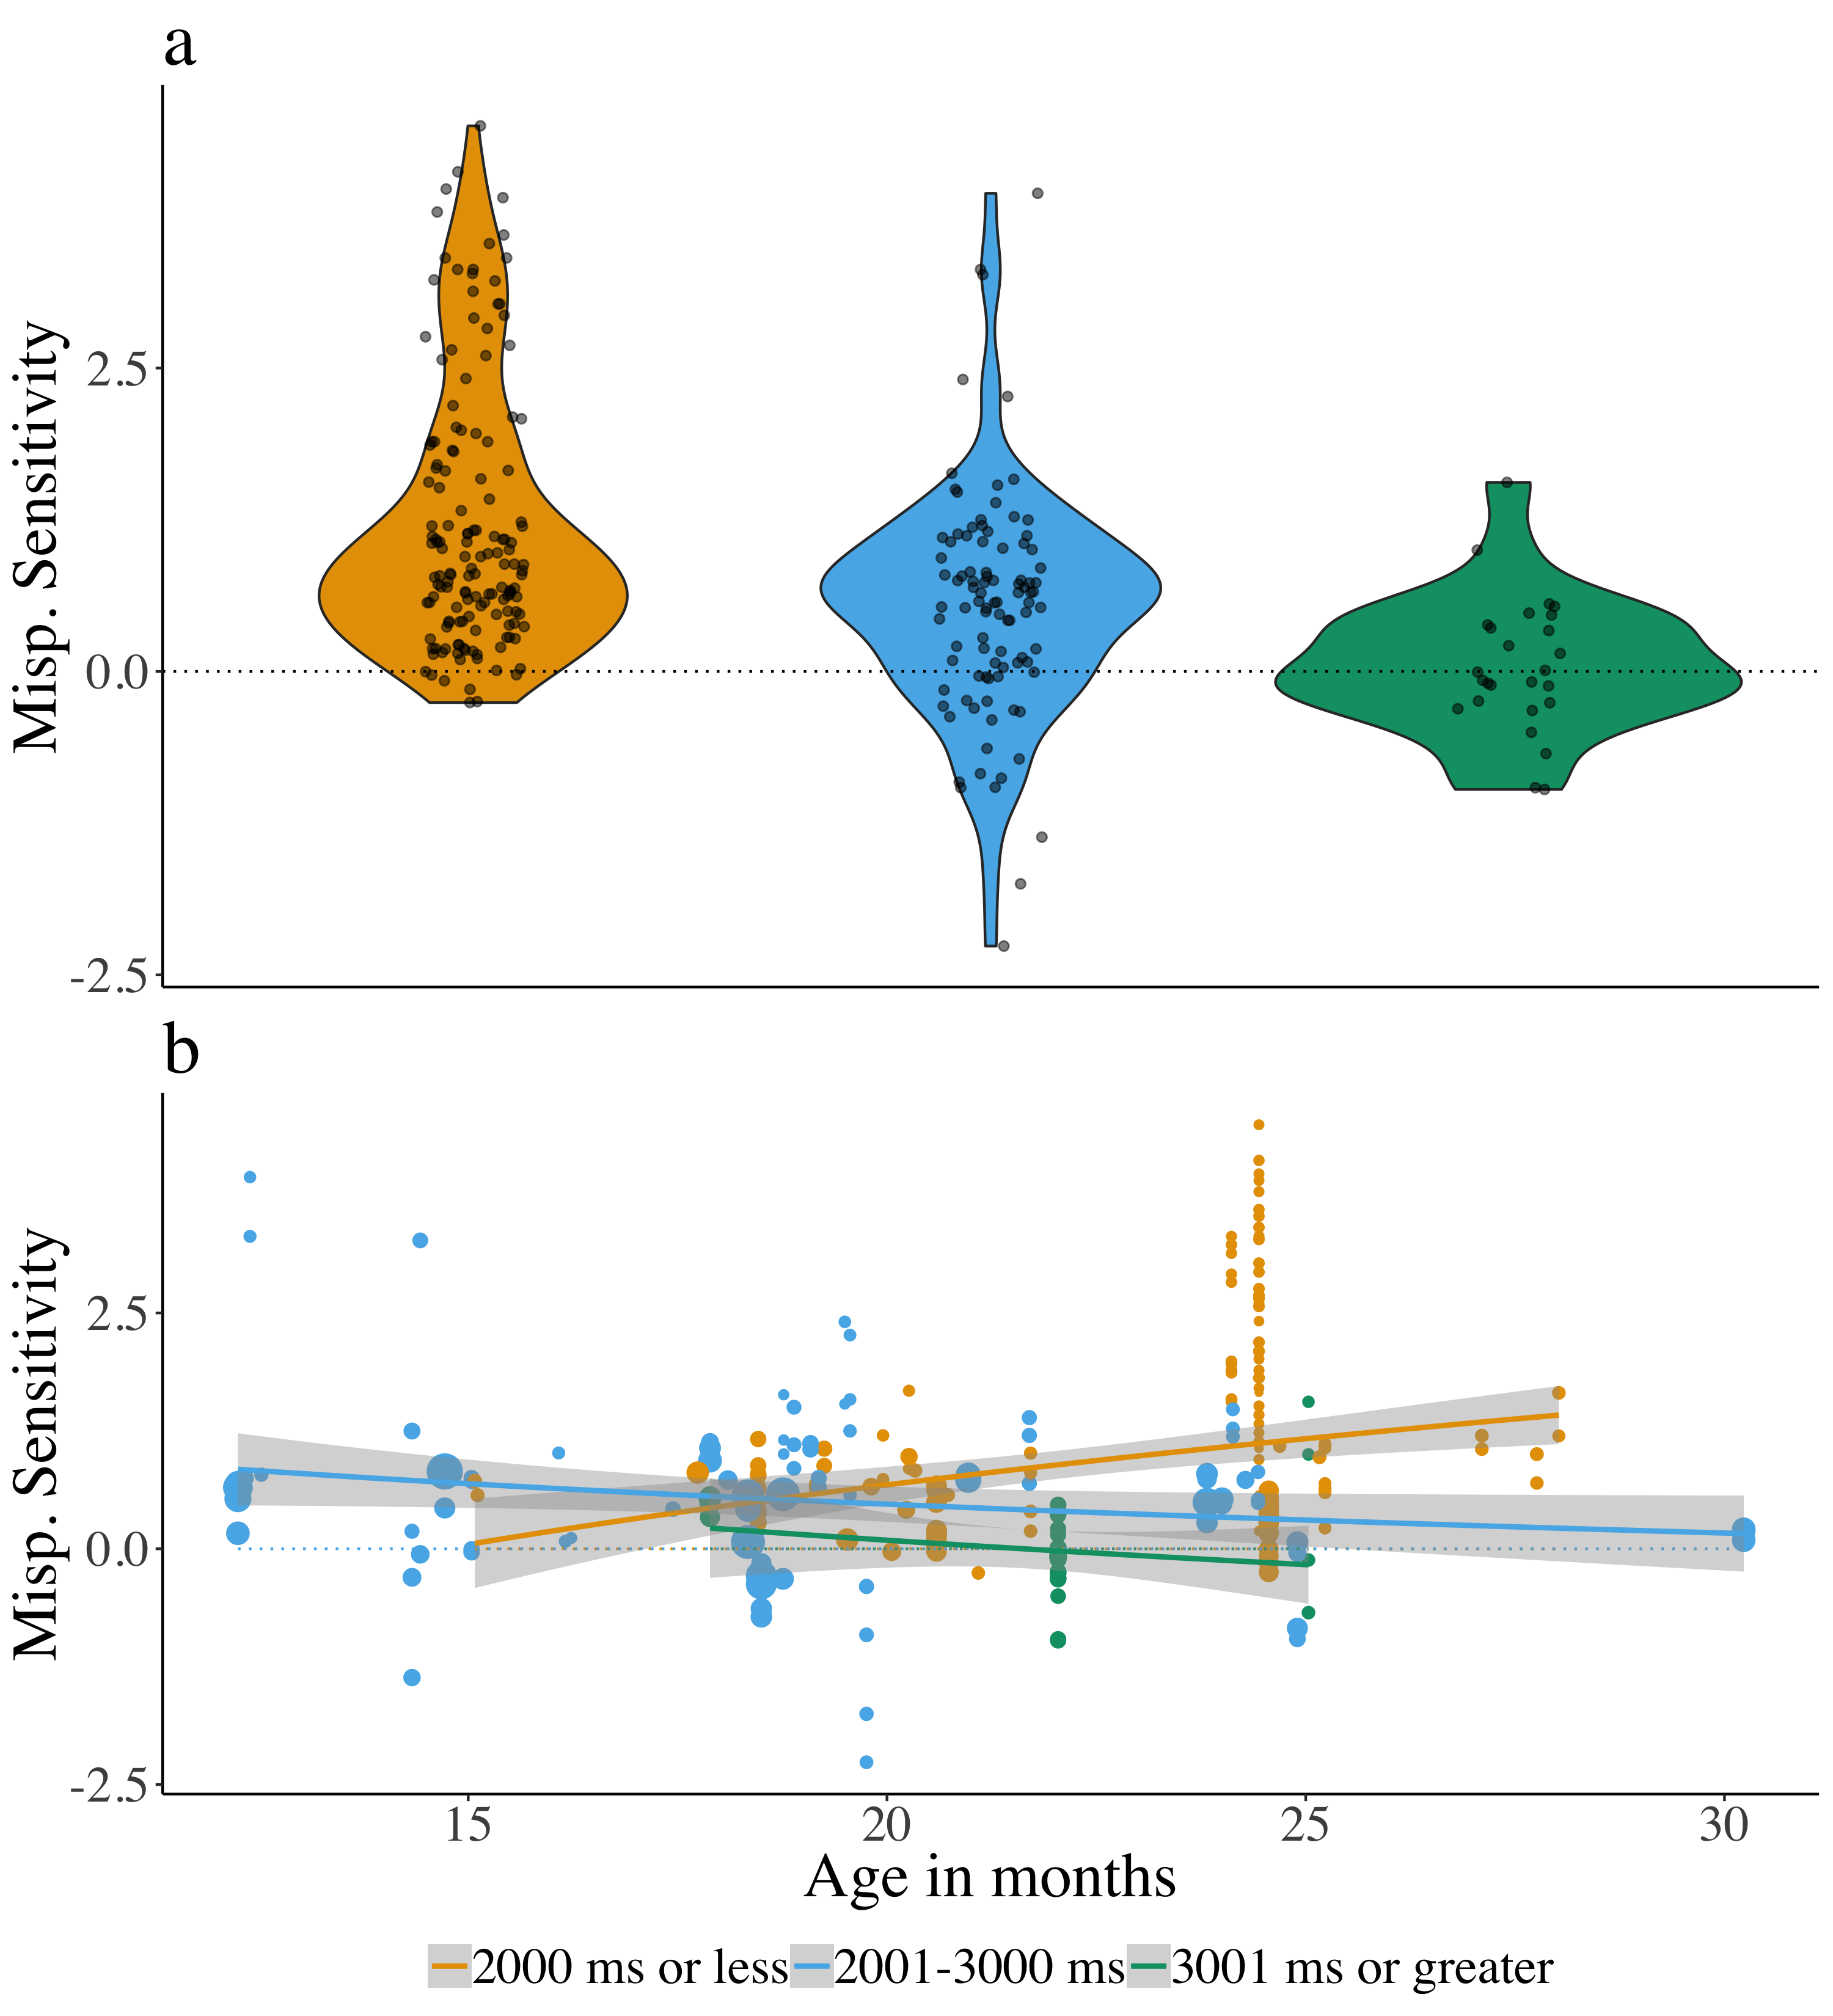 a
Misp. Sensitivity
2.5
0.0
-2.5
b
Misp. Sensitivity
2.5
0.0
-2.5
15 20 25 30
Age in months
2000 ms or less 2001-3000 ms 3001 ms or greater